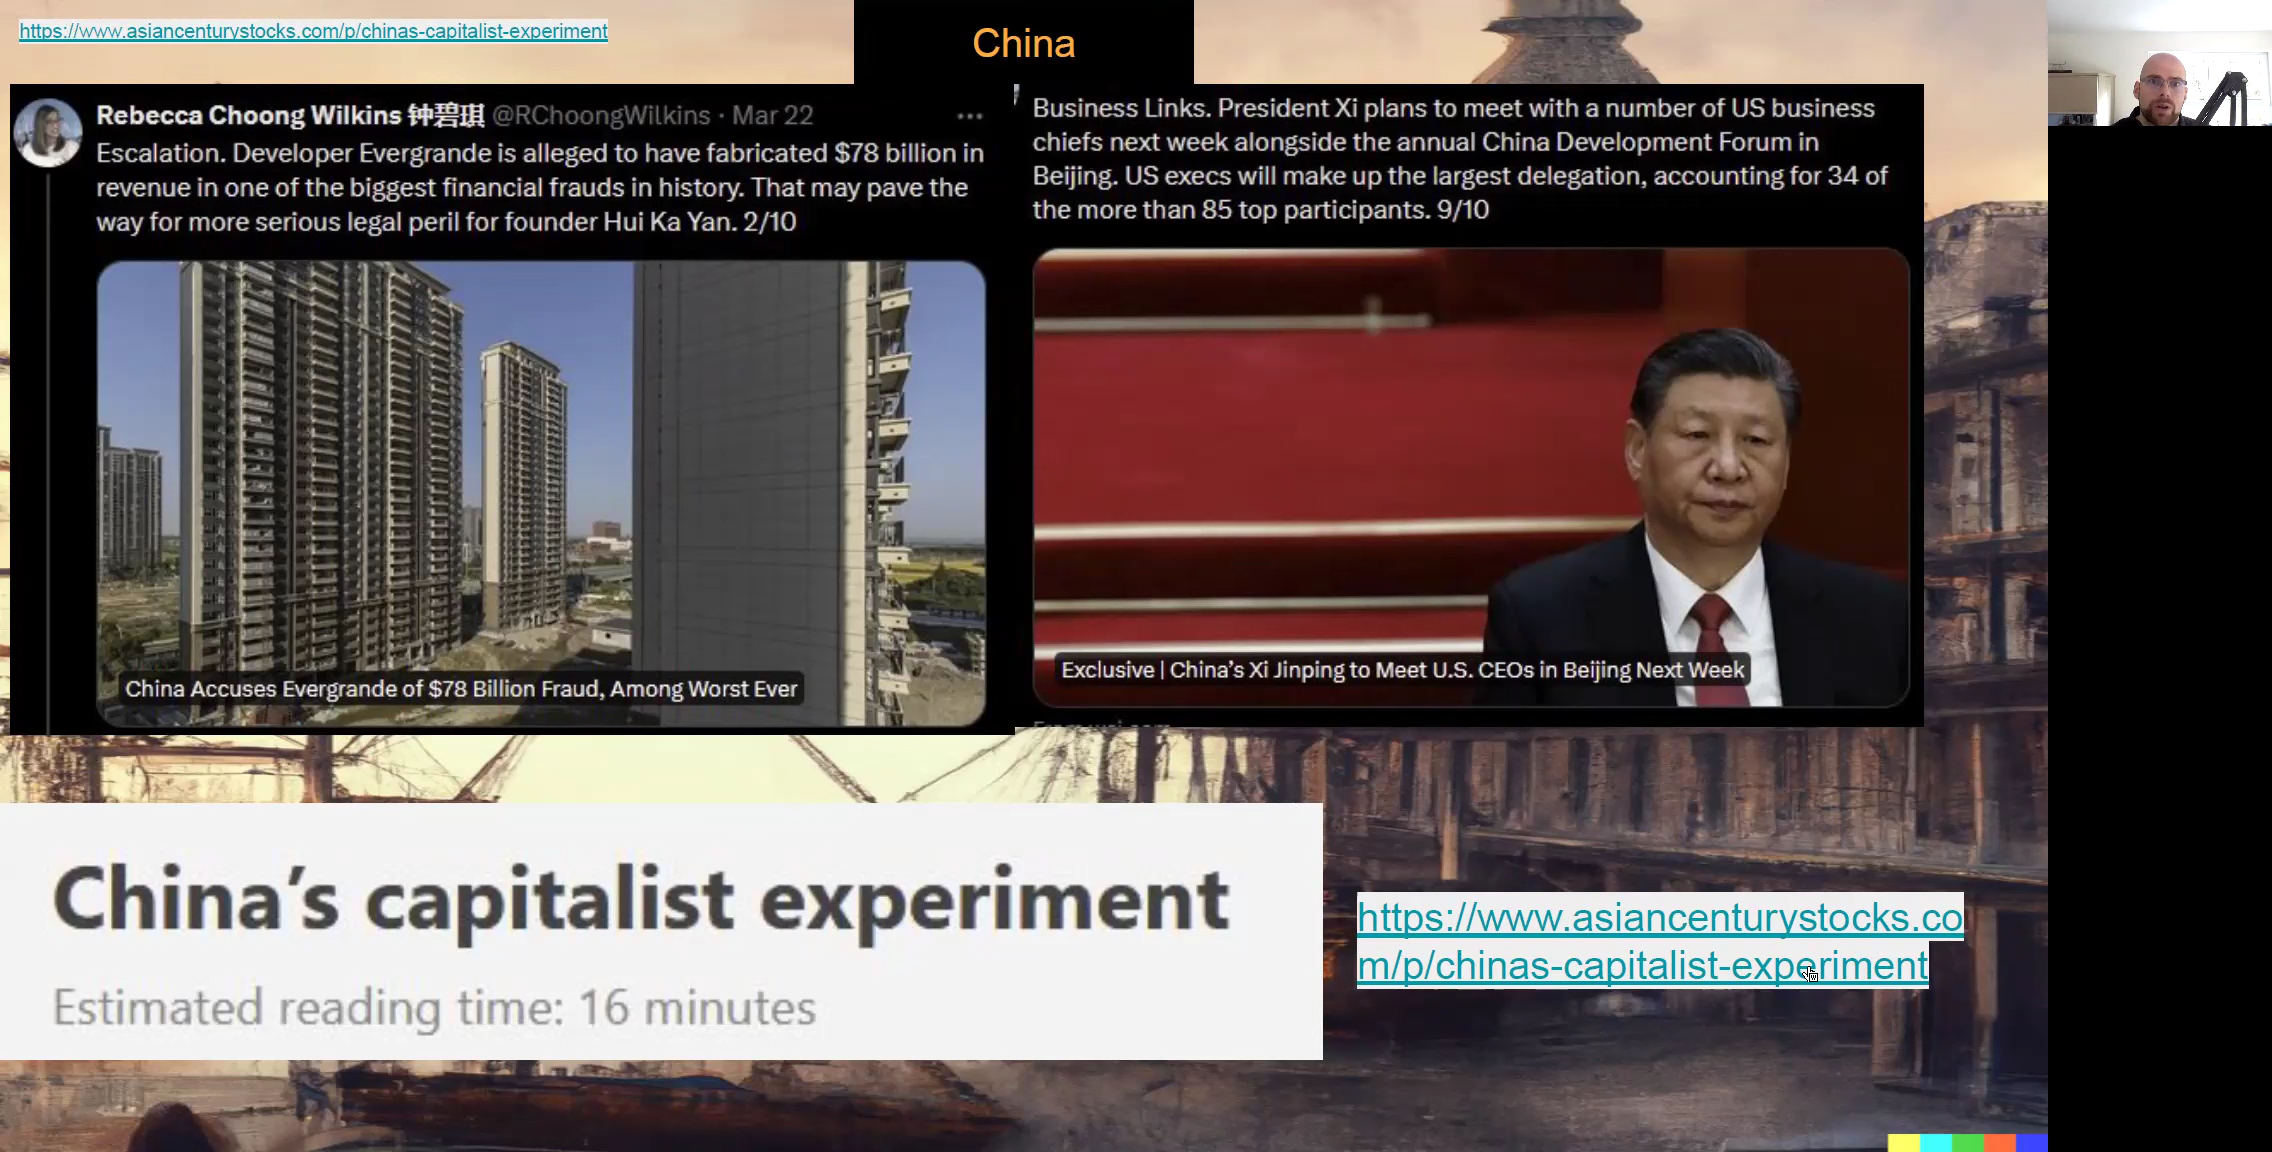 https://www.asiancenturystocks.com/p/chinas-capitalist-experiment
China
Rebecca Choong Wilkins 钟碧琪 @RChoongWilkins · Mar 22
Escalation. Developer Evergrande is alleged to have fabricated $78 billion in
revenue in one of the biggest financial frauds in history. That may pave the
way for more serious legal peril for founder Hui Ka Yan. 2/10
China Accuses Evergrande of $78 Billion Fraud, Among Worst Ever
Business Links. President Xi plans to meet with a number of US business
chiefs next week alongside the annual China Development Forum in
Beijing. US execs will make up the largest delegation, accounting for 34 of
the more than 85 top participants. 9/10
Exclusive | China's Xi Jinping to Meet U.S. CEOs in Beijing Next Week
China's capitalist experiment
Estimated reading time: 16 minutes
https://www.asiancenturystocks.co
m/p/chinas-capitalist-experiment